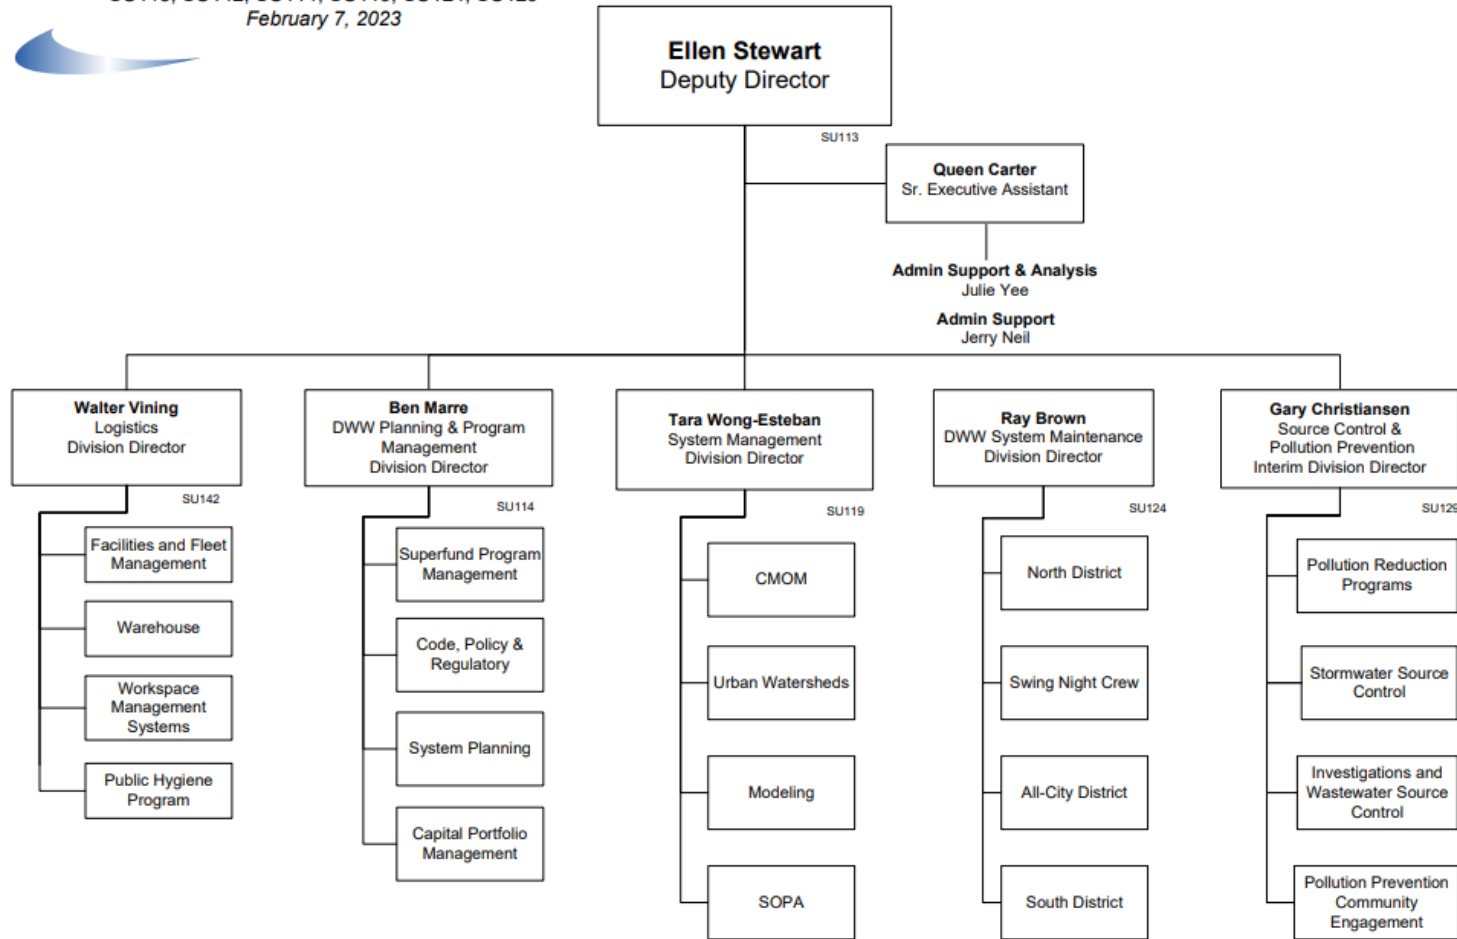 February 7, 2023
Ellen Stewart
Deputy Director
SU113
Queen Carter
Sr. Executive Assistant
Admin Support & Analysis
Julie Yee
Admin Support
Jerry Neil
Walter Vining
Logistics
Division Director
SU142
Facilities and Fleet
Management
Warehouse
Workspace
Management
Systems
Public Hygiene
Program
Ben Marre
DWW Planning & Program
Management
Division Director
SU114
Superfund Program
Management
Code, Policy &
Regulatory
System Planning
Capital Portfolio
Management
Tara Wong-Esteban
System Management
Division Director
SU119
CMOM
Urban Watersheds
Modeling
SOPA
Ray Brown
DWW System Maintenance
Division Director
SU124
North District
Swing Night Crew
All-City District
South District
Gary Christiansen
Source Control &
Pollution Prevention
Interim Division Director
SU129
Pollution Reduction
Programs
Stormwater Source
Control
Investigations and
Wastewater Source
Control
Pollution Prevention
Community
Engagement